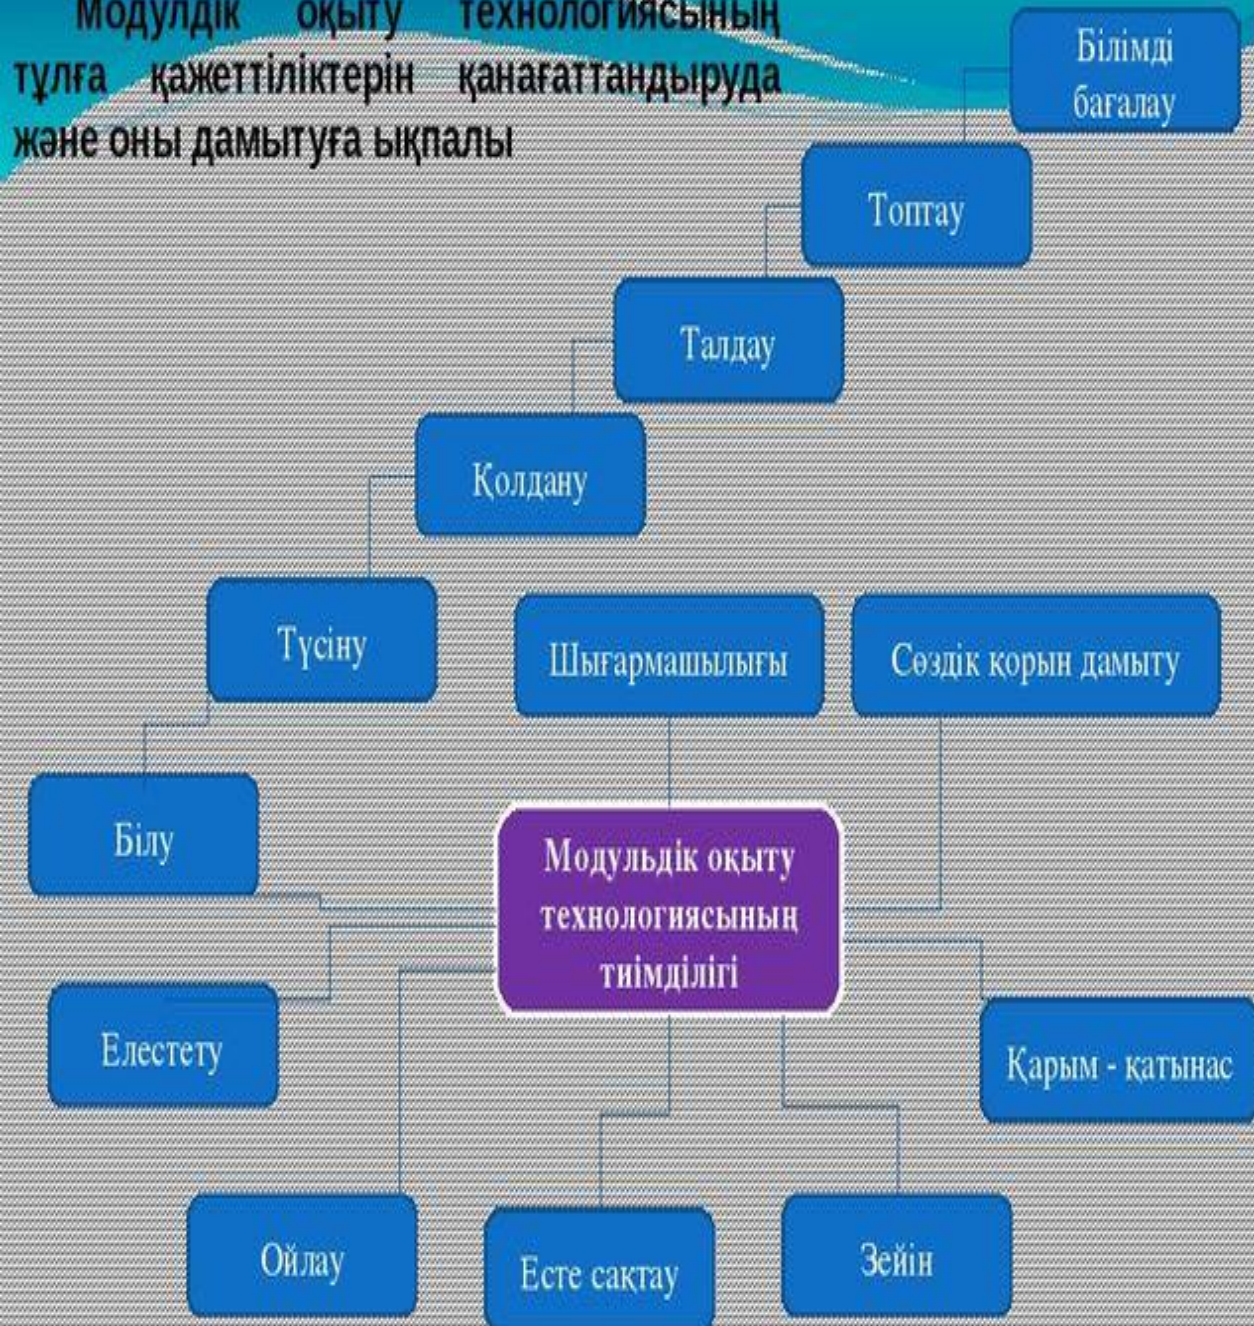 Модулдік оқыту технологиясының
тұлға қажеттіліктерін қанағаттандыруда
және оны дамытуға ықпалы
Білімді
бағалау
Топтау
Талдау
Қолдану
Түсіну
Шығармашылығы
Сөздік қорын дамыту
Білу
Модульдік оқыту
технологиясының
тиімділігі
Елестету
Қарым - қатынас
Ойлау
Есте сақтау
Зейін